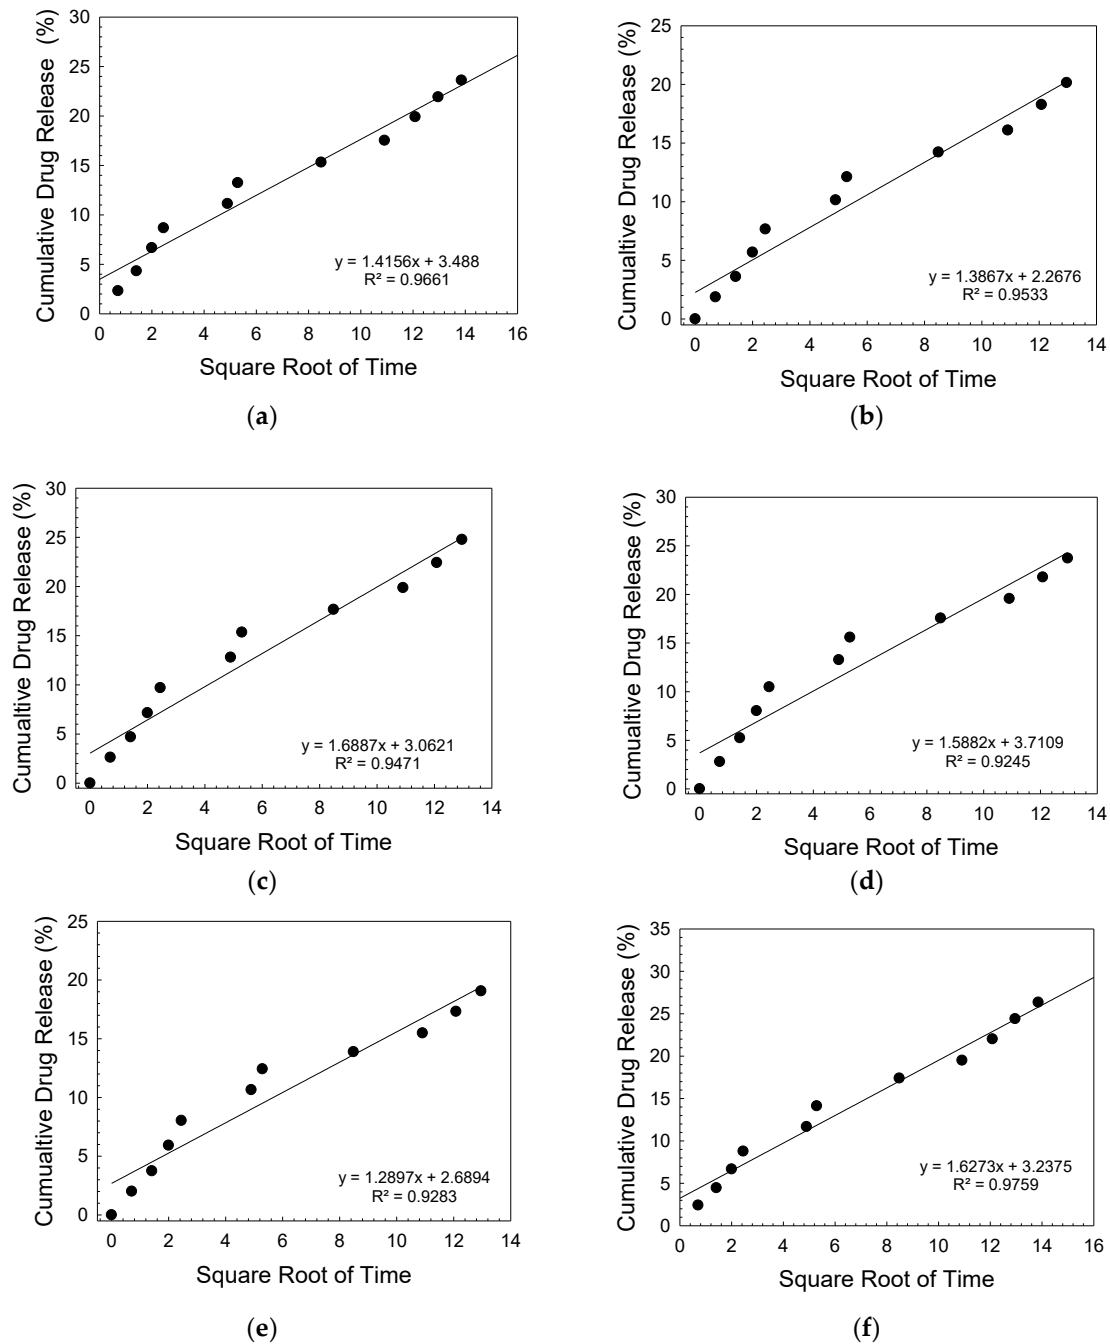 Cumulative Drug Release (%)
30
25
20
15
10
5
0
y = 1.4156x + 3.488
R² = 0.9661
0 2 4 6 8 10 12 14 16
Square Root of Time
(a)
Cumualtive Drug Release (%)
25
20
15
10
5
0
y = 1.3867x + 2.2676
R² = 0.9533
0 2 4 6 8 10 12 14
Square Root of Time
(b)
Cumualtive Drug Release (%)
30
25
20
15
10
5
0
y = 1.6887x + 3.0621
R² = 0.9471
0 2 4 6 8 10 12 14
Square Root of Time
(c)
Cumualtive Drug Release (%)
30
25
20
15
10
5
0
y = 1.5882x + 3.7109
R² = 0.9245
0 2 4 6 8 10 12 14
Square Root of Time
(d)
Cumualtive Drug Release (%)
25
20
15
10
5
0
y = 1.2897x + 2.6894
R² = 0.9283
0 2 4 6 8 10 12 14
Square Root of Time
(e)
Cumulative Drug Release (%)
35
30
25
20
15
10
5
0
y = 1.6273x + 3.2375
R² = 0.9759
0 2 4 6 8 10 12 14 16
Square Root of Time
(f)